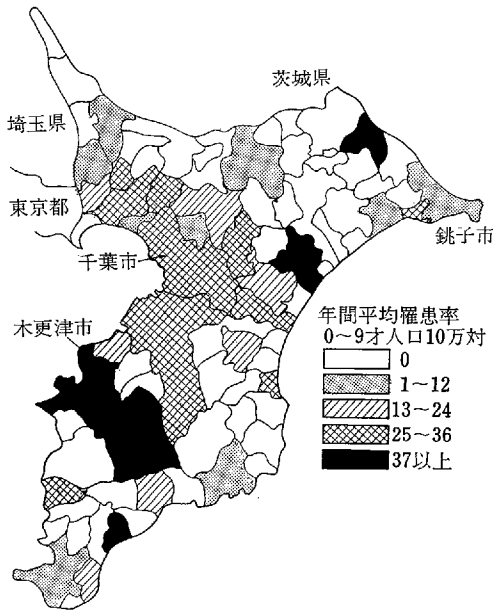 茨城県
埼玉県
東京都
千葉市
銚子市
木更津市
年間平均罹患率
0～9才人口10万対
0
1～12
13～24
25～36
37以上